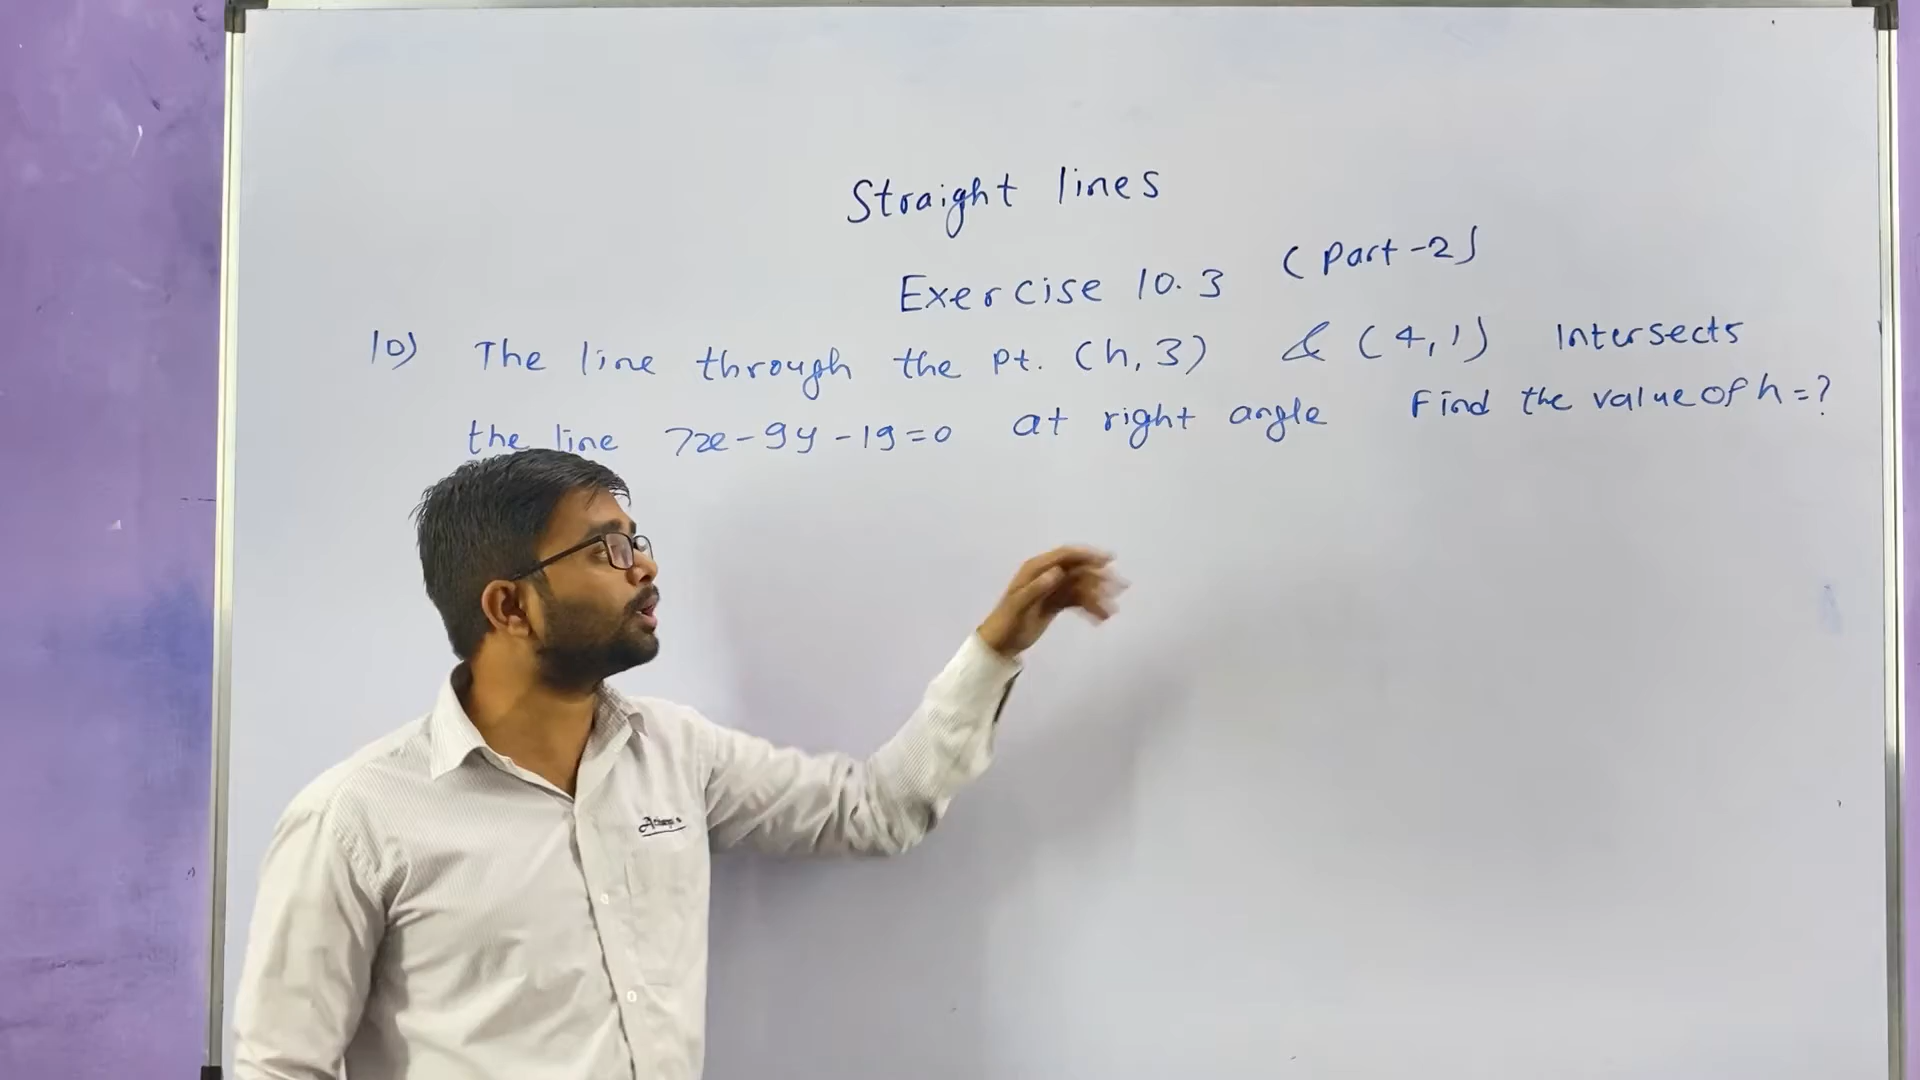 Straight lines
Exercise 10.3 (Part-2)
10) The line through the pt. (h, 3) & (4,1) Intersects
the line 7x-9y-19=0 at right angle Find the value of h=?